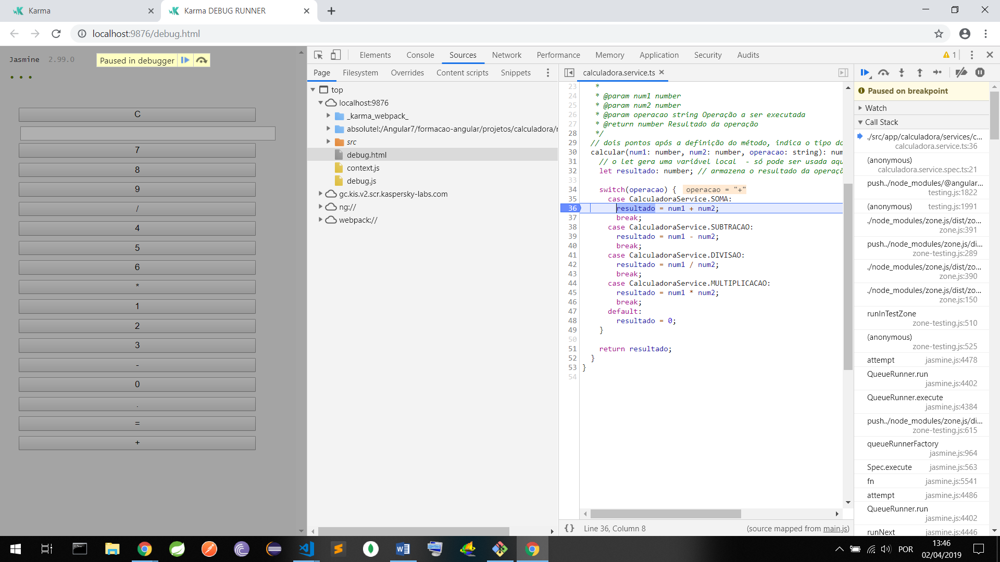 Karma
Karma DEBUG RUNNER
localhost:9876/debug.html
Jasmine 2.99.0
Paused in debugger
C
7
8
9
/
4
5
6
*
1
2
3
-
0
.
=
+
Elements Console Sources Network Performance Memory Application Security Audits
1
Page Filesystem Overrides Content scripts Snippets
top
localhost:9876
_karma_webpack_
absolutel:/Angular7/formacao-angular/projetos/calculadora/r
src
debug.html
context.js
debug.js
gc.kis.v2.scr.kaspersky-labs.com
ng://
webpack://
calculadora.service.ts
23 *
24 * @param num1 number
25 * @param num2 number
26 * @param operacao string Operação a ser executada
27 * @return number Resultado da operação
28 */
29 // dois pontos após a definição do método, indica o tipo do
30 calcular(num1: number, num2: number, operacao: string): num
31 // o let gera uma variável local - só pode ser usada aqu
32 let resultado: number; // armazena o resultado da operaçã
33
34 switch(operacao) { operacao = "+"
35 case CalculadoraService.SOMA:
36 resultado = num1 + num2;
37 break;
38 case CalculadoraService.SUBTRACAO:
39 resultado = num1 - num2;
40 break;
41 case CalculadoraService.DIVISAO:
42 resultado = num1 / num2;
43 break;
44 case CalculadoraService.MULTIPLICACAO:
45 resultado = num1 * num2;
46 break;
47 default:
48 resultado = 0;
49 }
50
51 return resultado;
52 }
53 }
54
{} Line 36, Column 8 (source mapped from main.js)
Paused on breakpoint
Watch
Call Stack
./src/app/calculadora/services/c...
calculadora.service.ts:36
(anonymous)
calculadora.service.spec.ts:21
push../node_modules/@angular...
testing.js:1822
(anonymous) testing.js:1991
./node_modules/zone.js/dist/zo...
zone.js:391
push../node_modules/zone.js/di...
zone-testing.js:289
./node_modules/zone.js/dist/zo...
zone.js:390
./node_modules/zone.js/dist/zo...
zone.js:150
runInTestZone
zone-testing.js:510
(anonymous)
zone-testing.js:525
attempt jasmine.js:4478
QueueRunner.run
jasmine.js:4402
QueueRunner.execute
jasmine.js:4384
push../node_modules/zone.js/di...
zone-testing.js:615
queueRunnerFactory
jasmine.js:964
Spec.execute jasmine.js:563
fn jasmine.js:5541
attempt jasmine.js:4486
QueueRunner.run
jasmine.js:4402
runNext jasmine.js:4446
POR
13:46
02/04/2019